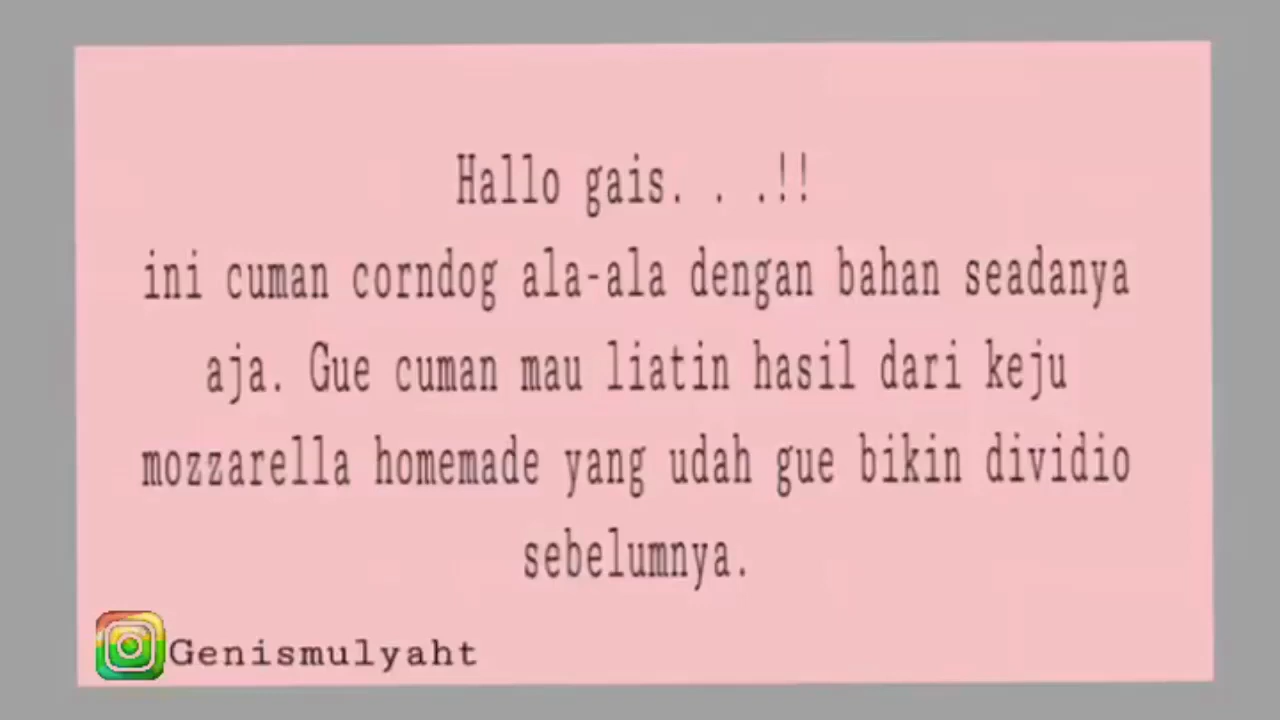 Hallo gais. . .!!
ini cuman corndog ala-ala dengan bahan seadanya
aja. Gue cuman mau liatin hasil dari keju
mozzarella homemade yang udah gue bikin dividio
sebelumnya.
Genismulyaht